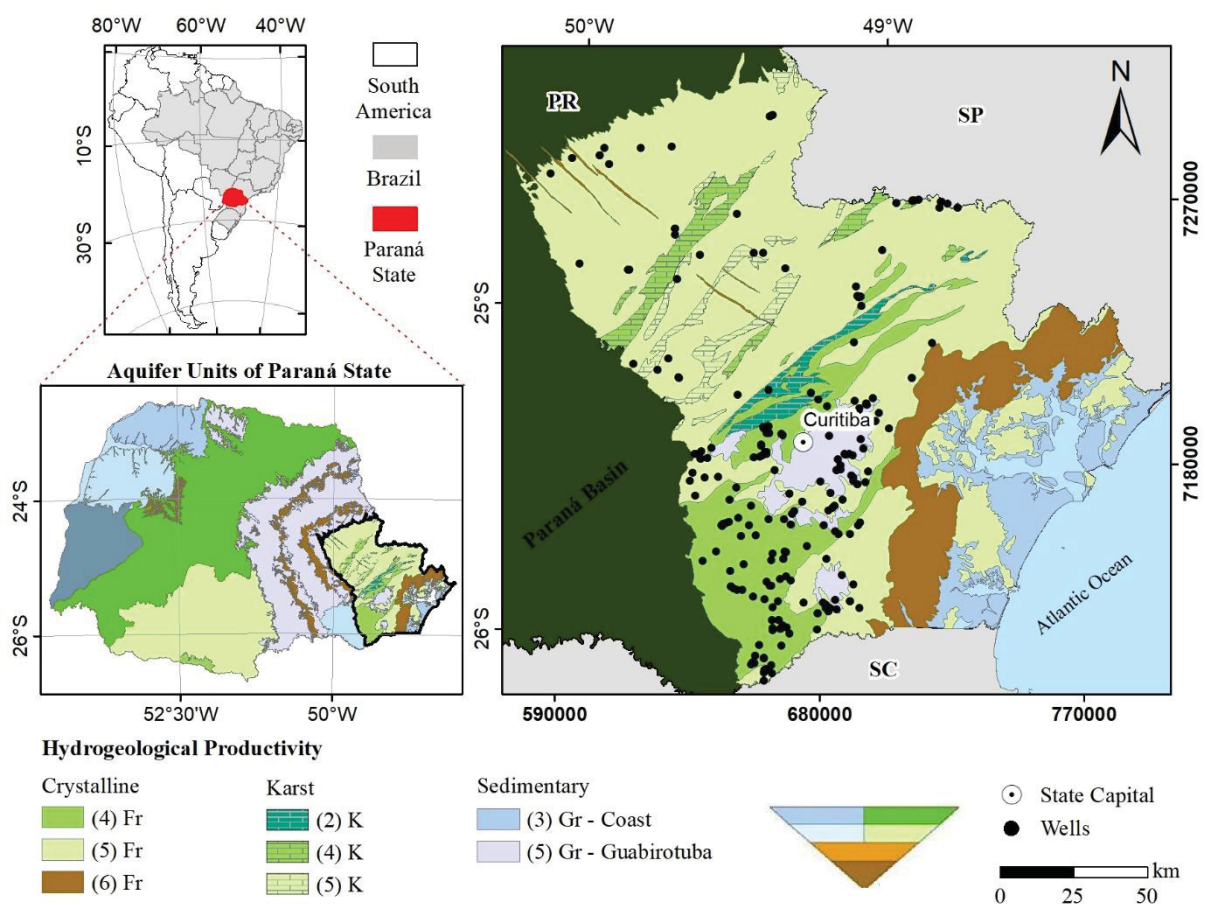 80°W
60°W
40°W
10°S
30°S
South
America
Brazil
Paraná
State
Aquifer Units of Paraná State
24°S
26°S
52°30'W
50°W
50°W
49°W
PR
SP
N
25°S
26°S
7270000
7180000
Curitiba
Paraná Basin
Atlantic Ocean
SC
590000
680000
770000
Hydrogeological Productivity
Crystalline
(4) Fr
(5) Fr
(6) Fr
Karst
(2) K
(4) K
(5) K
Sedimentary
(3) Gr - Coast
(5) Gr - Guabirotuba
State Capital
Wells
km
0 25 50